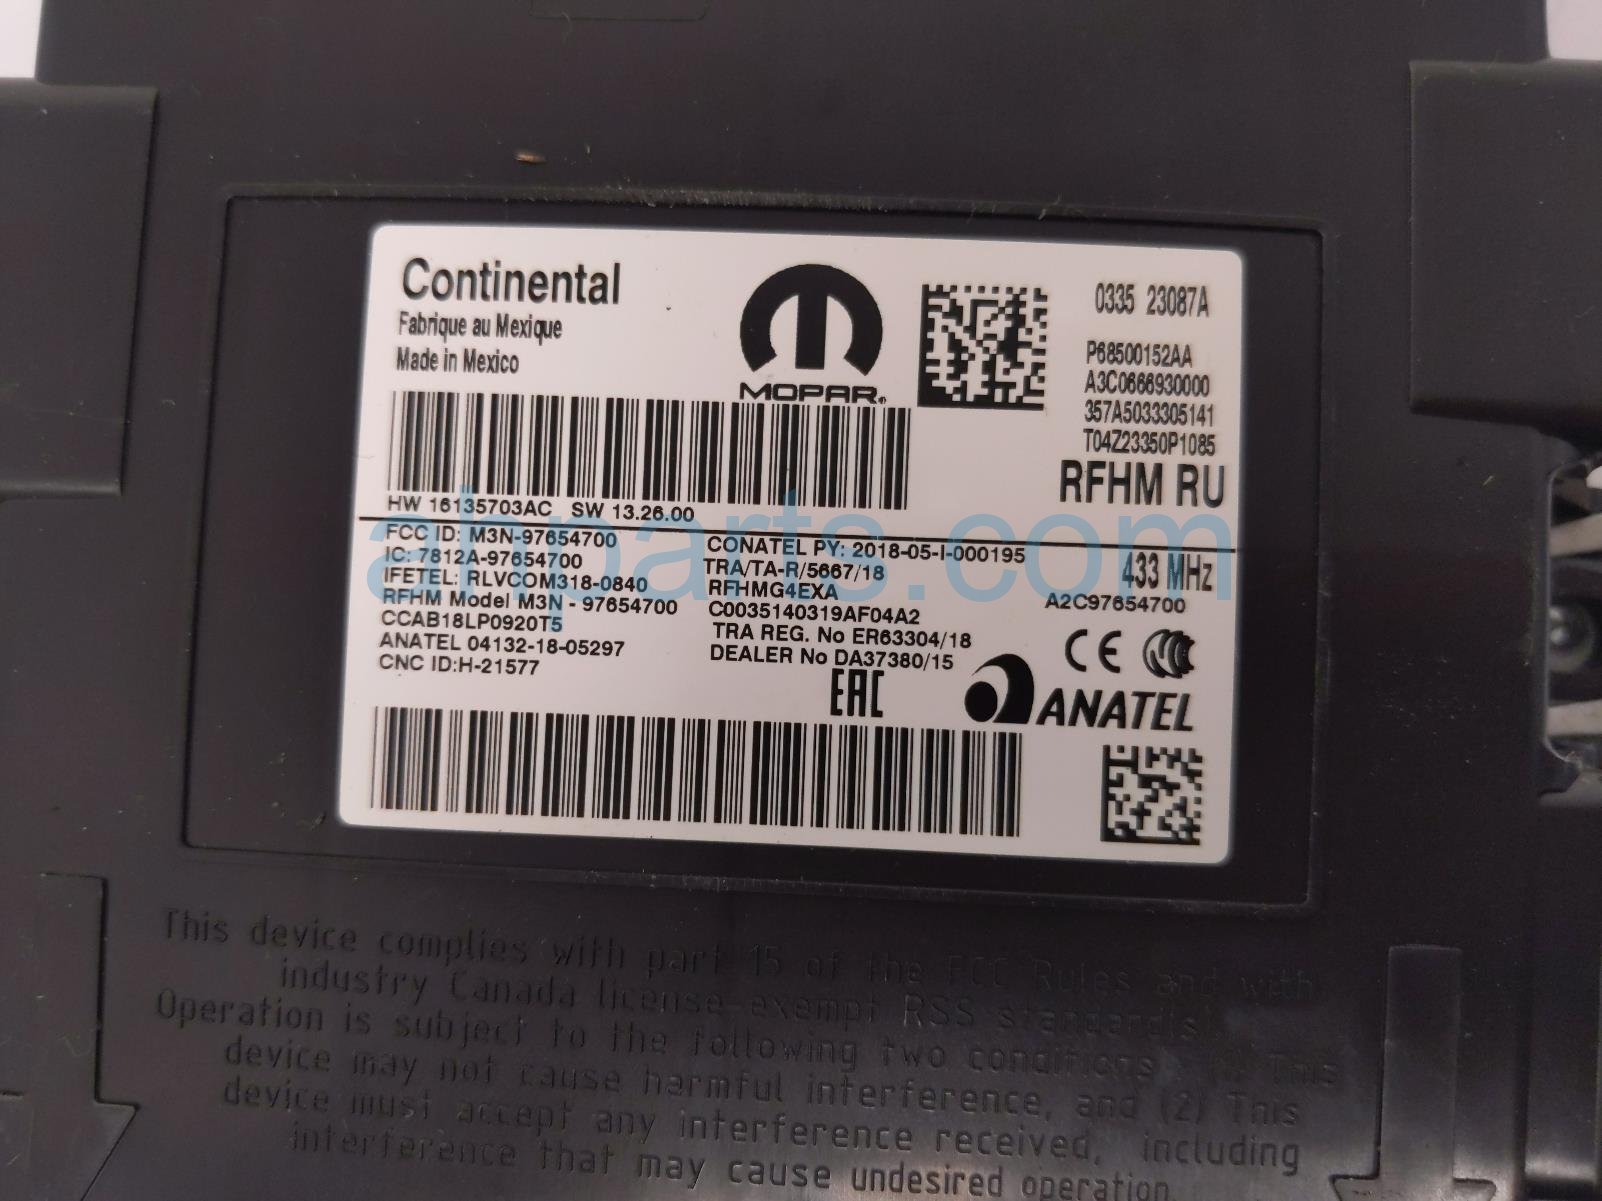 Continental
Fabrique au Mexique
Made in Mexico
MOPAR®
0335 23087A
P68500152AA
A3C0666930000
357A5033305141
T04Z23350P1085
RFHM RU
HW 16135703AC SW 13.26.00
FCC ID: M3N-97654700
IC: 7812A-97654700
IFETEL: RLVCOM318-0840
RFHM Model M3N - 97654700
CCAB18LP0920T5
ANATEL 04132-18-05297
CNC ID:H-21577
CONATEL PY: 2018-05-I-000195
TRA/TA-R/5667/18
RFHMG4EXA
C0035140319AF04A2
TRA REG. No ER63304/18
DEALER No DA37380/15
433 MHz
A2C97654700
CE
EAC
ANATEL
ahparts.com
This device complies with part 15 of the FCC Rules and with
industry Canada license-exempt RSS standard(s).
Operation is subject to the following two conditions: (1) This
device may not cause harmful interference, and (2) This
device must accept any interference received, including
interference that may cause undesired operation.